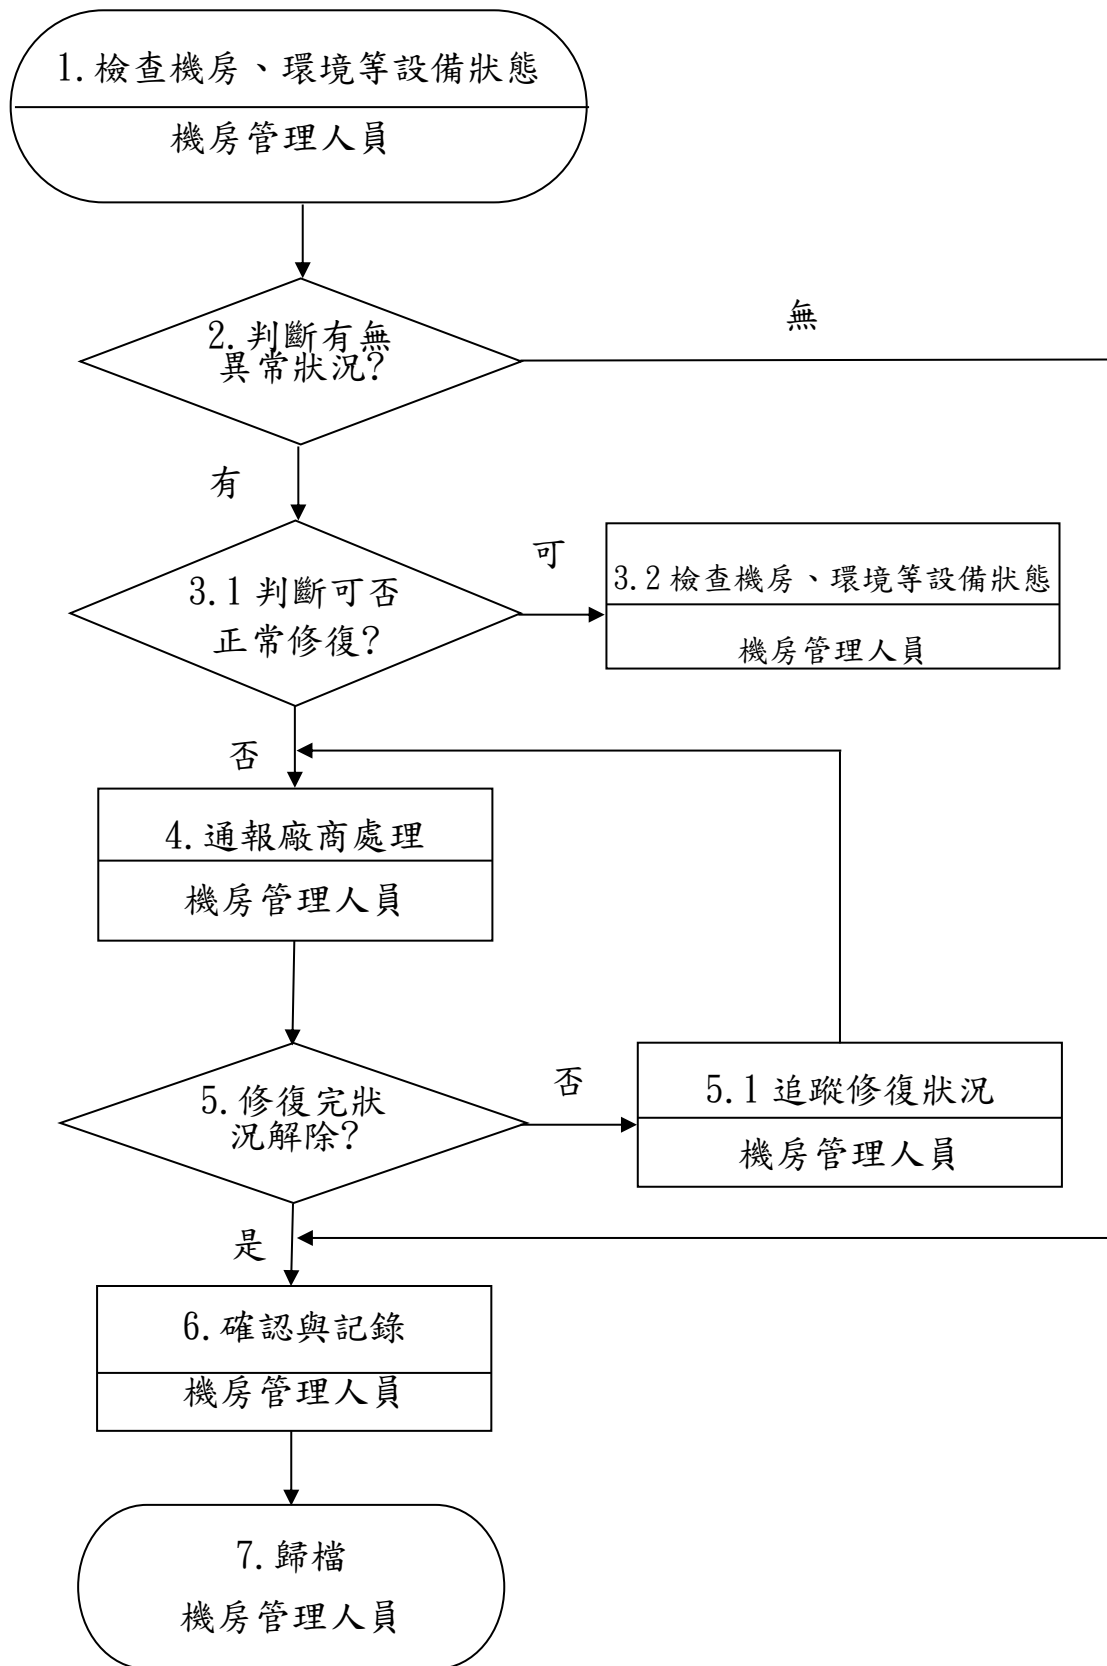 1.檢查機房、環境等設備狀態
機房管理人員
2.判斷有無
異常狀況?
無
有
3.1 判斷可否
正常修復?
可
3.2 檢查機房、環境等設備狀態
機房管理人員
否
4.通報廠商處理
機房管理人員
5.修復完狀
況解除?
否
5.1 追蹤修復狀況
機房管理人員
是
6.確認與記錄
機房管理人員
7.歸檔
機房管理人員